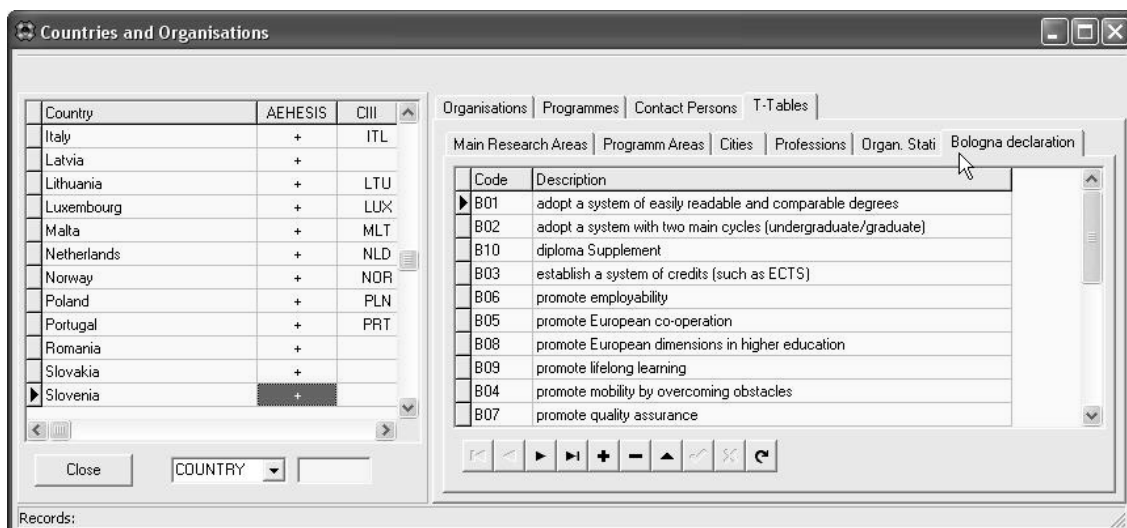 Countries and Organisations
Country AEHESIS CIII
Italy + ITL
Latvia +
Lithuania + LTU
Luxembourg + LUX
Malta + MLT
Netherlands + NLD
Norway + NOR
Poland + PLN
Portugal + PRT
Romania +
Slovakia +
Slovenia +
Close COUNTRY
Organisations Programmes Contact Persons T-Tables
Main Research Areas Programm Areas Cities Professions Organ. Stati Bologna declaration
Code Description
B01 adopt a system of easily readable and comparable degrees
B02 adopt a system with two main cycles (undergraduate/graduate)
B10 diploma Supplement
B03 establish a system of credits (such as ECTS)
B06 promote employability
B05 promote European co-operation
B08 promote European dimensions in higher education
B09 promote lifelong learning
B04 promote mobility by overcoming obstacles
B07 promote quality assurance
Records: